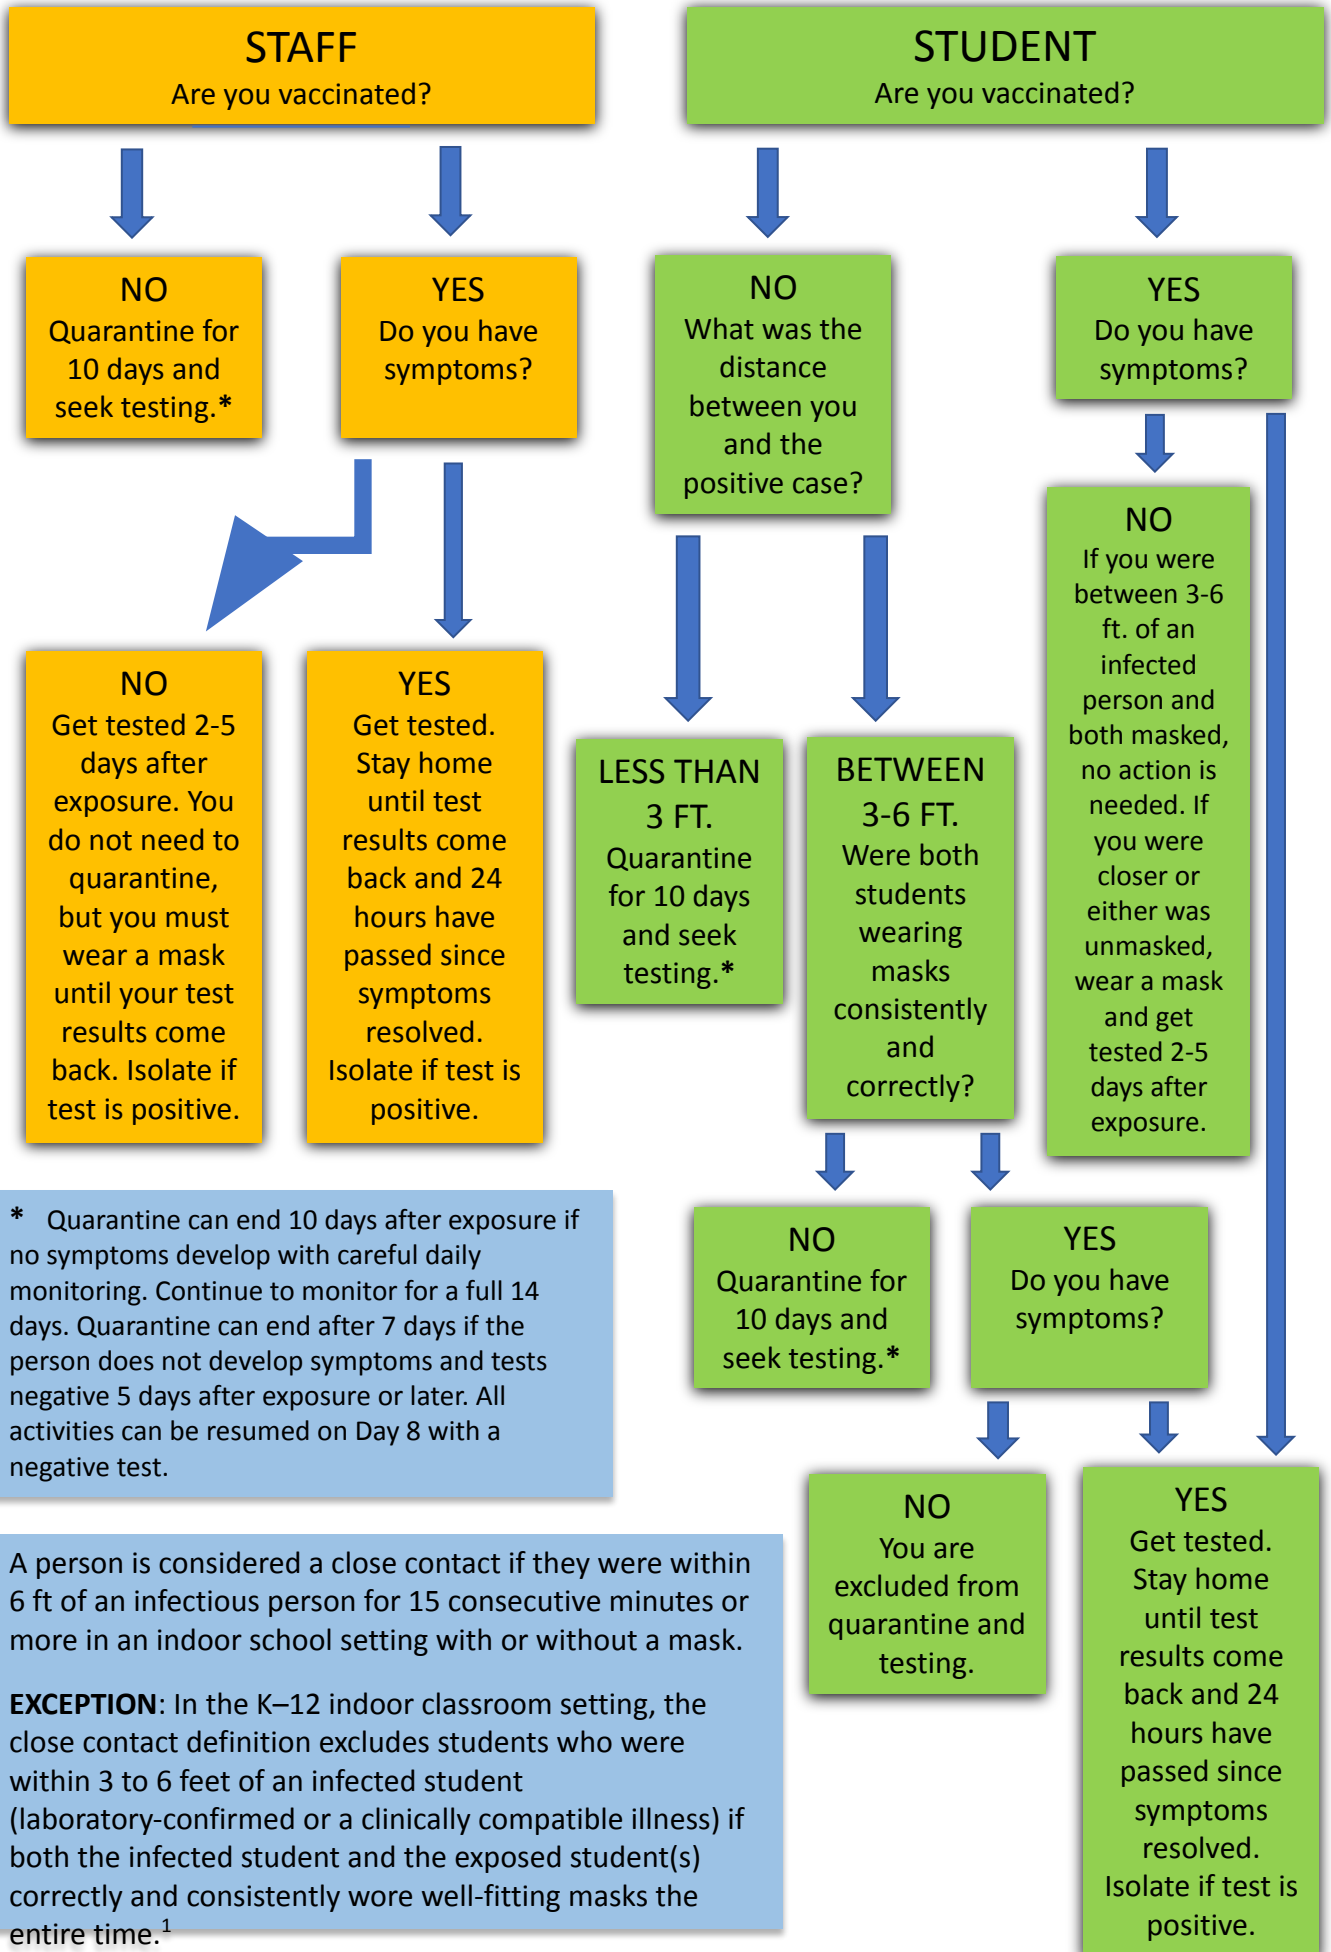 STAFF
Are you vaccinated?
STUDENT
Are you vaccinated?
NO
Quarantine for
10 days and
seek testing.*
YES
Do you have
symptoms?
NO
What was the
distance
between you
and the
positive case?
YES
Do you have
symptoms?
NO
Get tested 2-5
days after
exposure. You
do not need to
quarantine,
but you must
wear a mask
until your test
results come
back. Isolate if
test is positive.
YES
Get tested.
Stay home
until test
results come
back and 24
hours have
passed since
symptoms
resolved.
Isolate if test is
positive.
LESS THAN
3 FT.
Quarantine
for 10 days
and seek
testing.*
BETWEEN
3-6 FT.
Were both
students
wearing
masks
consistently
and
correctly?
NO
If you were
between 3-6
ft. of an
infected
person and
both masked,
no action is
needed. If
you were
closer or
either was
unmasked,
wear a mask
and get
tested 2-5
days after
exposure.
NO
Quarantine for
10 days and
seek testing.*
YES
Do you have
symptoms?
NO
You are
excluded from
quarantine and
testing.
YES
Get tested.
Stay home
until test
results come
back and 24
hours have
passed since
symptoms
resolved.
Isolate if test is
positive.
* Quarantine can end 10 days after exposure if
no symptoms develop with careful daily
monitoring. Continue to monitor for a full 14
days. Quarantine can end after 7 days if the
person does not develop symptoms and tests
negative 5 days after exposure or later. All
activities can be resumed on Day 8 with a
negative test.
A person is considered a close contact if they were within
6 ft of an infectious person for 15 consecutive minutes or
more in an indoor school setting with or without a mask.
EXCEPTION: In the K–12 indoor classroom setting, the
close contact definition excludes students who were
within 3 to 6 feet of an infected student
(laboratory-confirmed or a clinically compatible illness) if
both the infected student and the exposed student(s)
correctly and consistently wore well-fitting masks the
entire time.1